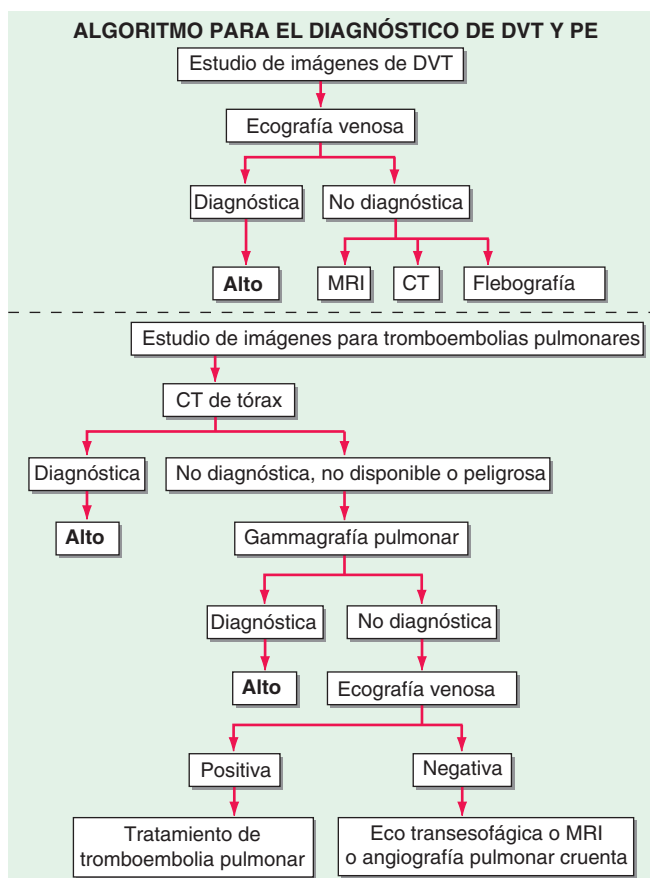 ALGORITMO PARA EL DIAGNÓSTICO DE DVT Y PE
Estudio de imágenes de DVT
Ecografía venosa
Diagnóstica
No diagnóstica
Alto
MRI
CT
Flebografía
Estudio de imágenes para tromboembolias pulmonares
CT de tórax
Diagnóstica
No diagnóstica, no disponible o peligrosa
Alto
Gammagrafía pulmonar
Diagnóstica
No diagnóstica
Alto
Ecografía venosa
Positiva
Negativa
Tratamiento de
tromboembolia pulmonar
Eco transesofágica o MRI
o angiografía pulmonar cruenta